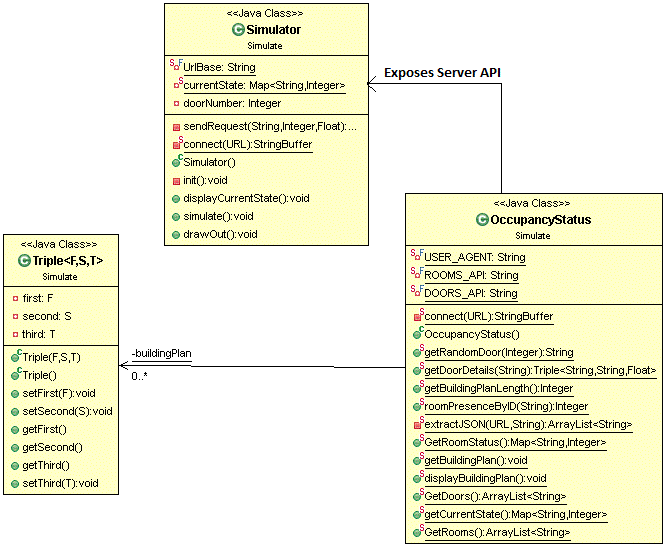 <<Java Class>>
Simulator
Simulate
UrlBase: String
currentState: Map<String,Integer>
doorNumber: Integer
sendRequest(String,Integer,Float):...
connect(URL):StringBuffer
Simulator()
init():void
displayCurrentState():void
simulate():void
drawOut():void
Exposes Server API
<<Java Class>>
OccupancyStatus
Simulate
USER_AGENT: String
ROOMS_API: String
DOORS_API: String
connect(URL):StringBuffer
OccupancyStatus()
getRandomDoor(Integer):String
getDoorDetails(String):Triple<String,String,Float>
getBuildingPlanLength():Integer
roomPresenceByID(String):Integer
extractJSON(URL,String):ArrayList<String>
GetRoomStatus():Map<String,Integer>
getBuildingPlan():void
displayBuildingPlan():void
GetDoors():ArrayList<String>
getCurrentState():Map<String,Integer>
GetRooms():ArrayList<String>
<<Java Class>>
Triple<F,S,T>
Simulate
first: F
second: S
third: T
Triple(F,S,T)
Triple()
setFirst(F):void
setSecond(S):void
getFirst()
getSecond()
getThird()
setThird(T):void
-buildingPlan
0..*